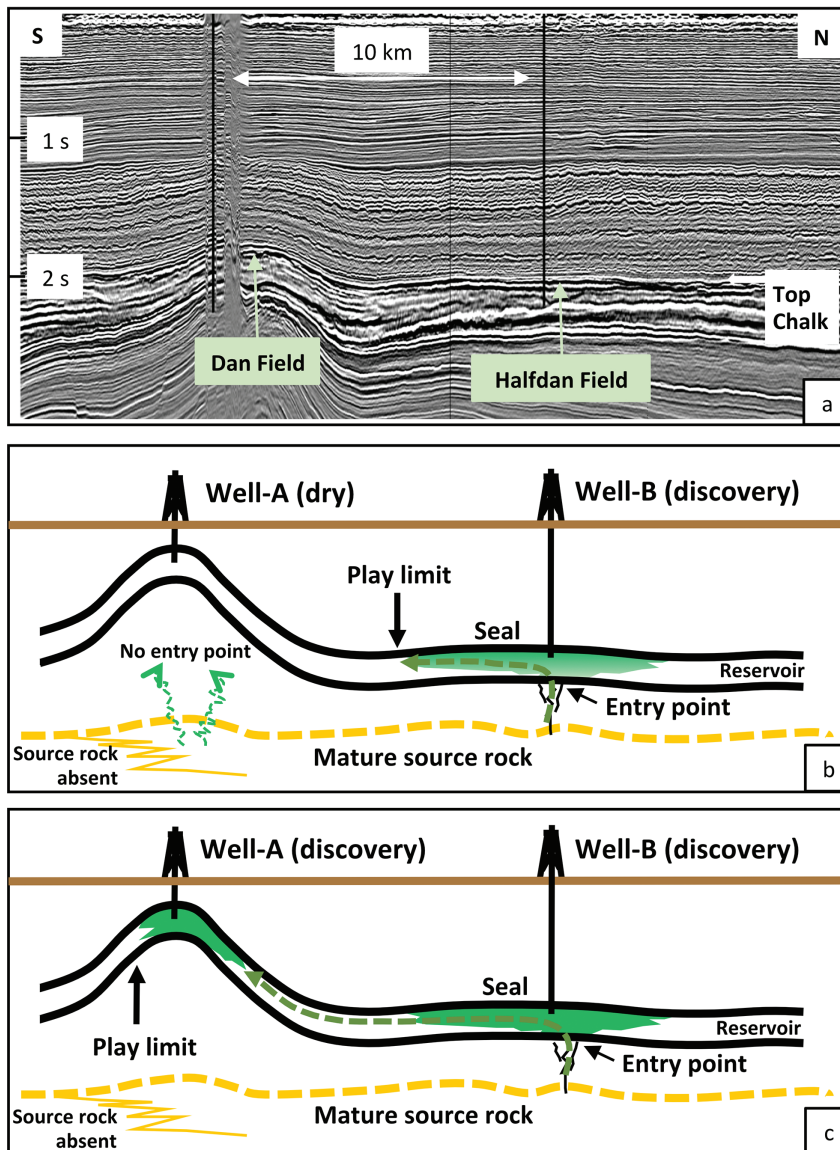 S
10 km
N
1 s
2 s
Top
Chalk
Dan Field
Halfdan Field
a
Well-A (dry)
Well-B (discovery)
Play limit
Seal
No entry point
Reservoir
Entry point
Source rock
absent
Mature source rock
b
Well-A (discovery)
Well-B (discovery)
Seal
Reservoir
Play limit
Entry point
Source rock
absent
Mature source rock
c